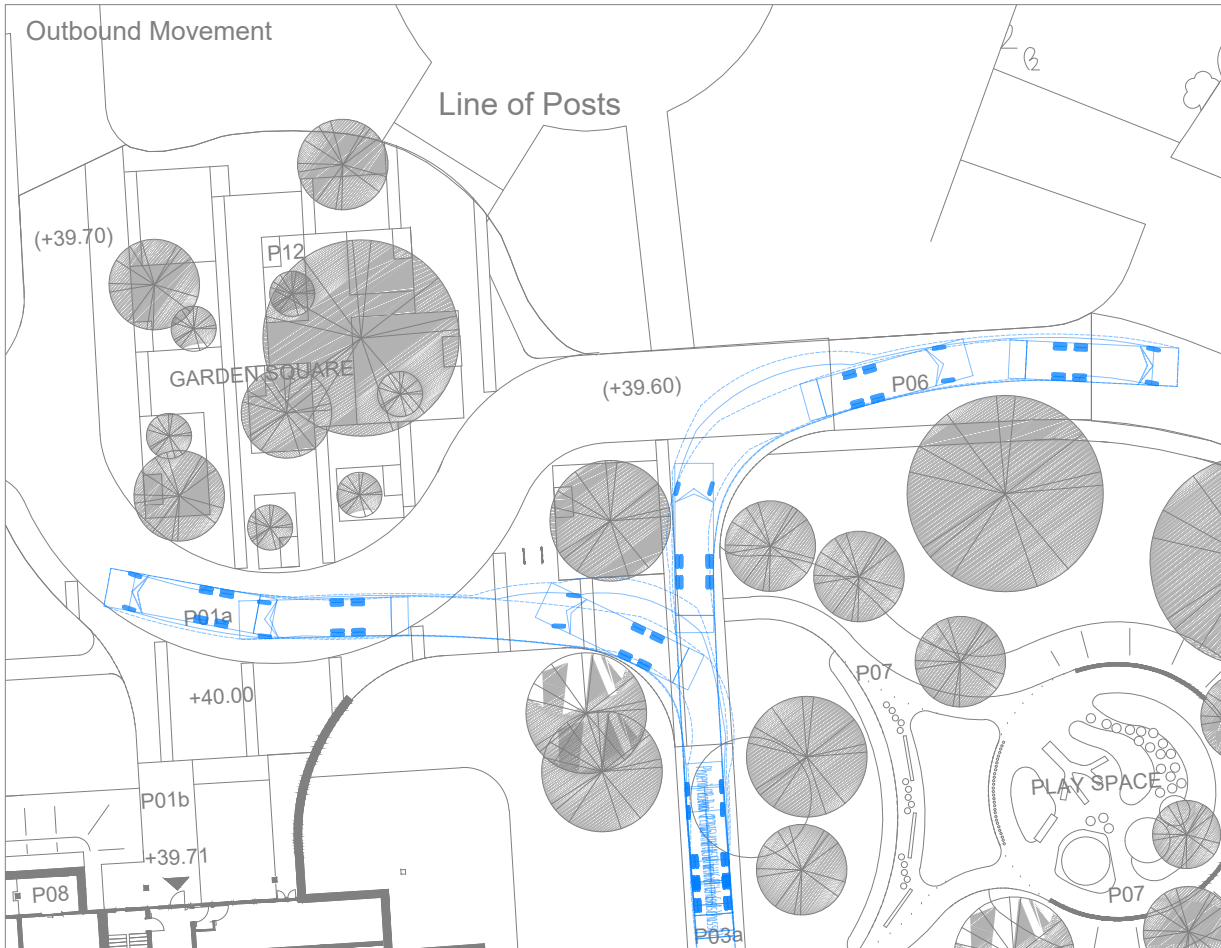 Outbound Movement
Line of Posts
(+39.70)
P12
GARDEN SQUARE
(+39.60)
P06
P01a
P07
+40.00
PLAY SPACE
P01b
+39.71
P08
P07
P03a